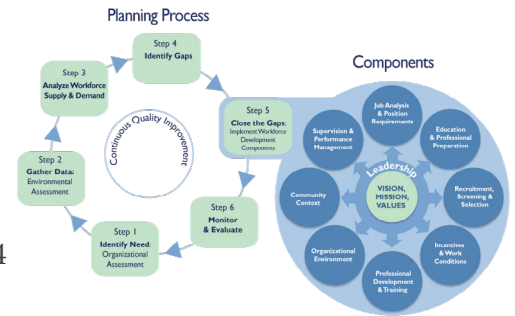 Planning Process
Step 4
Identify Gaps
Step 3
Analyze Workforce
Supply & Demand
Step 5
Close the Gaps:
Implement Workforce
Development
Components
Continuous Quality Improvement
Step 2
Gather Data:
Environmental
Assessment
Step 6
Monitor
& Evaluate
Step 1
Identify Need:
Organizational
Assessment
4
Components
Job Analysis
& Position
Requirements
Education
& Professional
Preparation
Recruitment,
Screening &
Selection
Incentives
& Work
Conditions
Professional
Development
& Training
Organizational
Environment
Community
Context
Supervision &
Performance
Management
Leadership
VISION,
MISSION,
VALUES